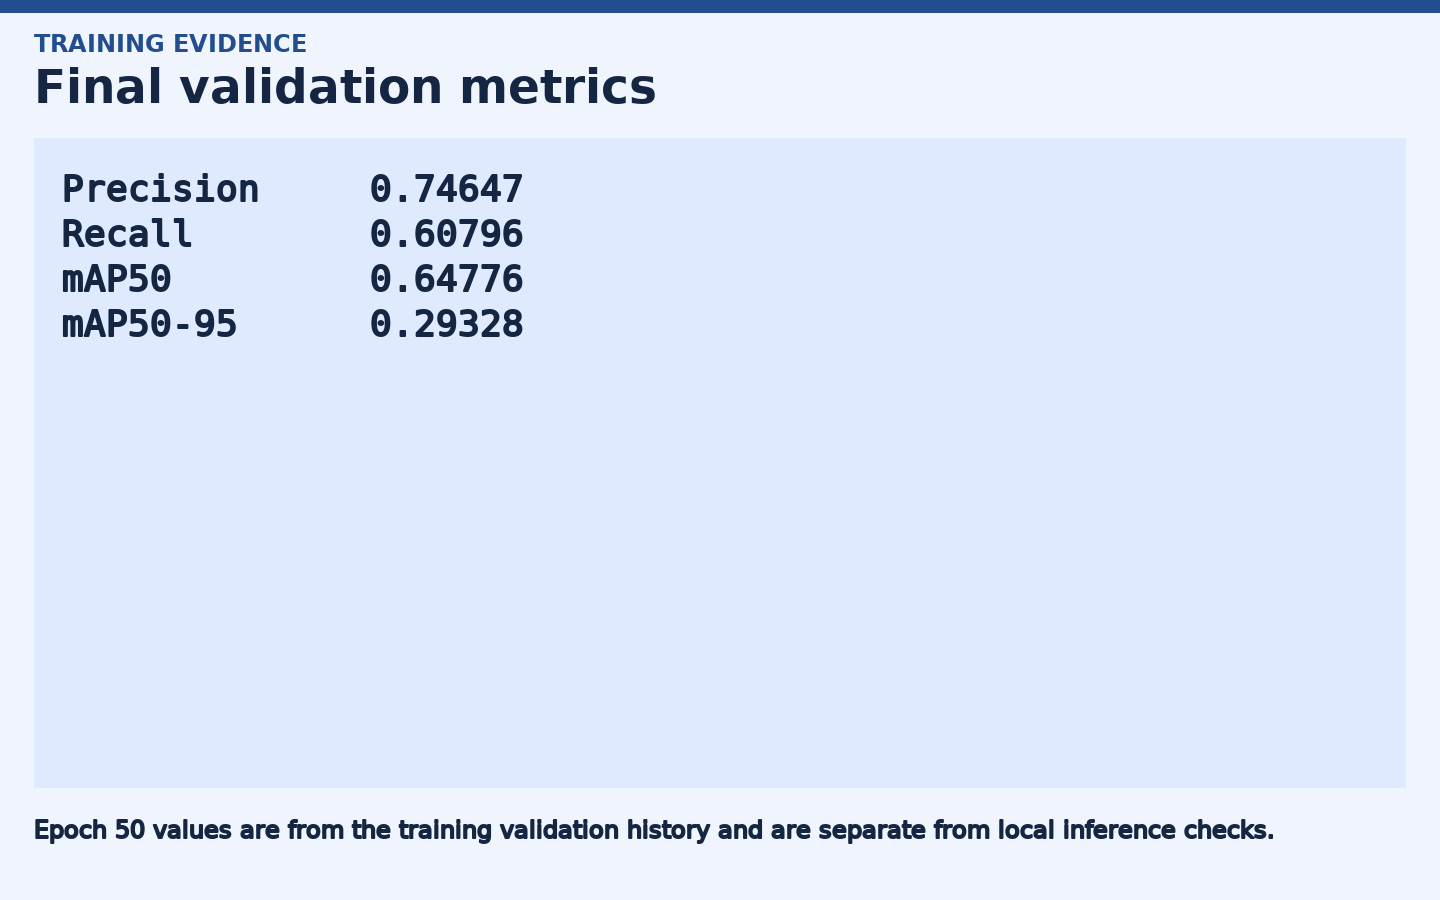 TRAINING EVIDENCE
Final validation metrics
Precision 0.74647
Recall 0.60796
mAP50 0.64776
mAP50-95 0.29328
Epoch 50 values are from the training validation history and are separate from local inference checks.